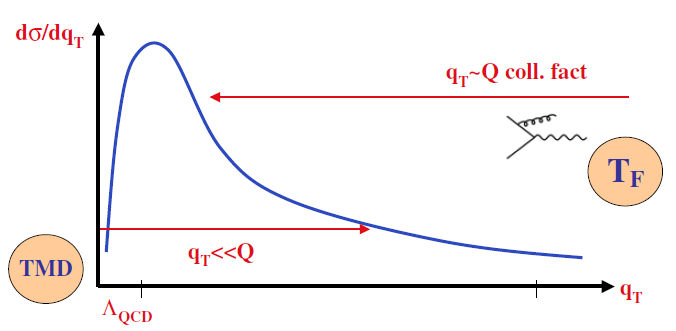 dσ/dq_T
q_T~Q coll. fact
T_F
q_T<<Q
TMD
Λ_QCD
q_T